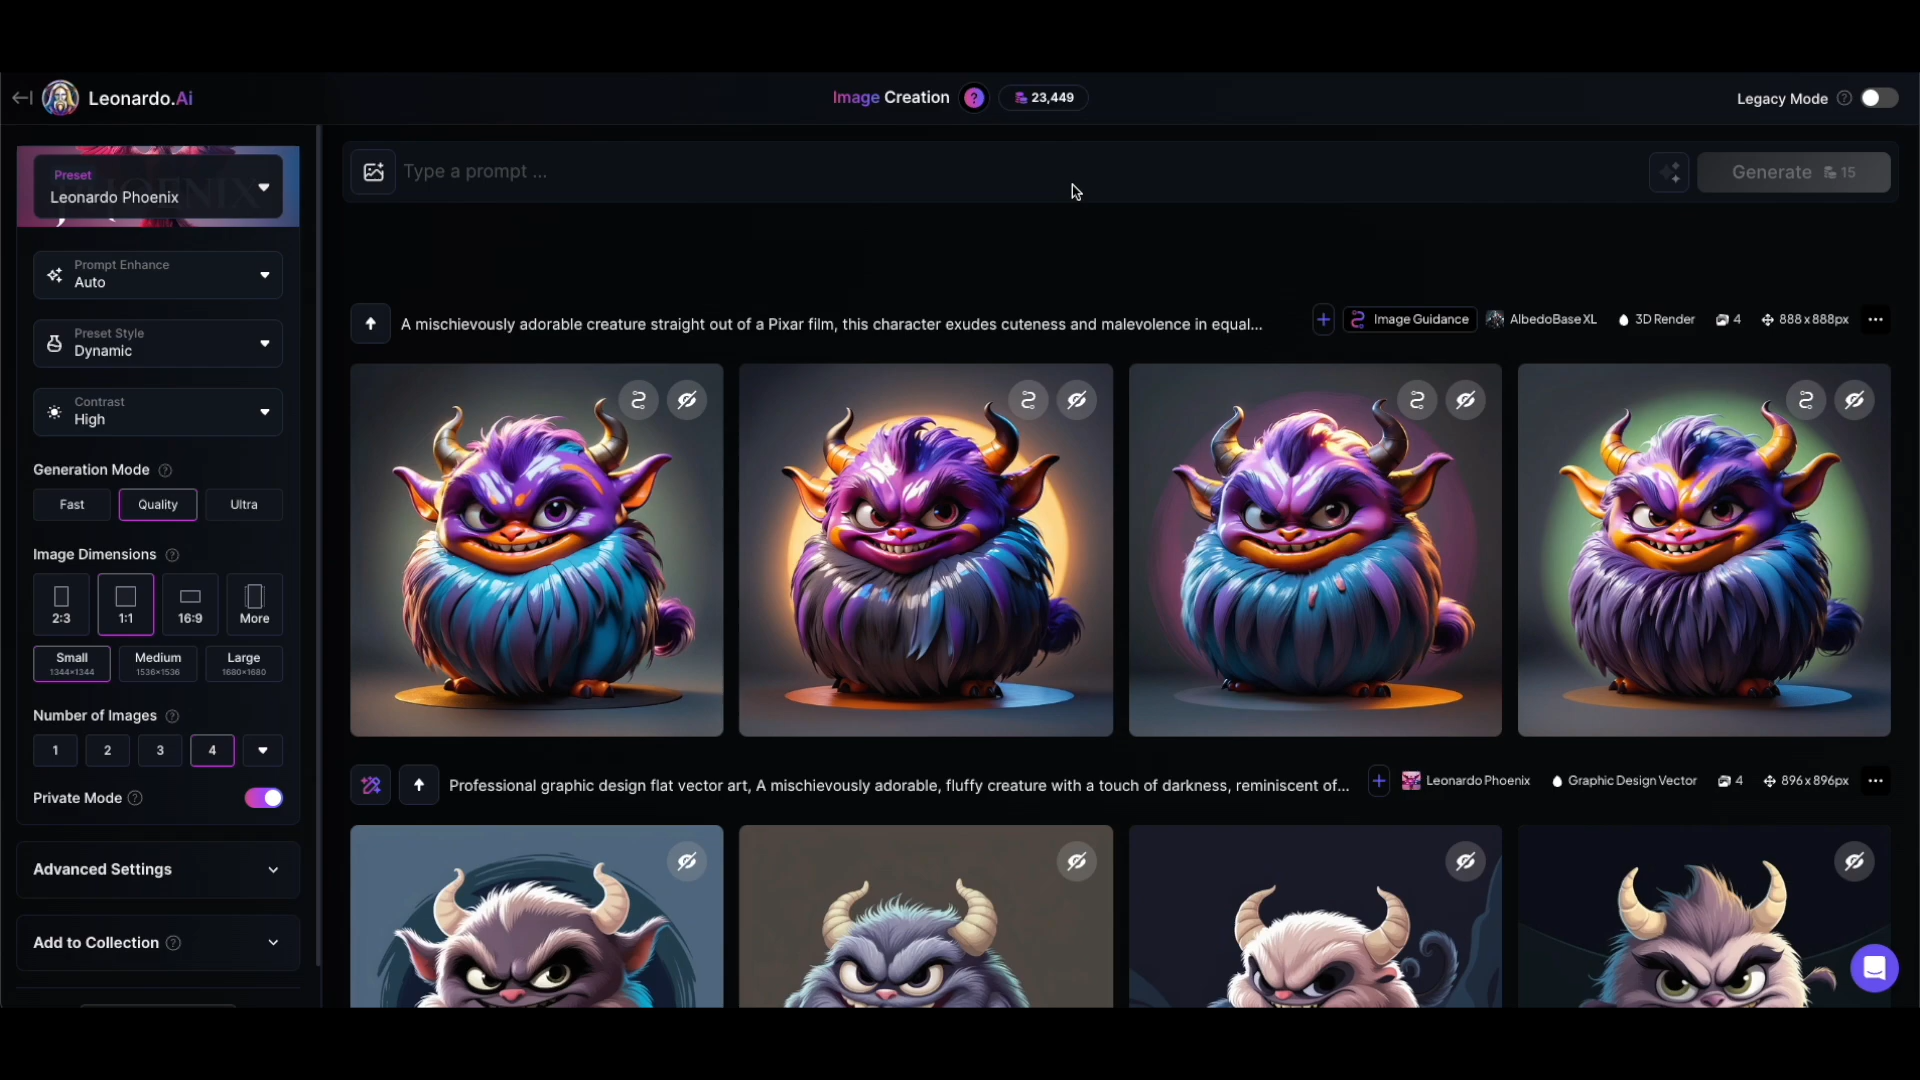 Leonardo.Ai
Image Creation
?
23,449
Legacy Mode
?
Preset
Leonardo Phoenix
Type a prompt ...
Generate
15
Prompt Enhance
Auto
Preset Style
Dynamic
Contrast
High
Generation Mode
?
Fast
Quality
Ultra
Image Dimensions
?
2:3
1:1
16:9
More
Small
1344×1344
Medium
1536×1536
Large
1680×1680
Number of Images
?
1
2
3
4
Private Mode
?
Advanced Settings
Add to Collection
?
A mischievously adorable creature straight out of a Pixar film, this character exudes cuteness and malevolence in equal...
Image Guidance
AlbedoBase XL
3D Render
4
888 x 888px
Professional graphic design flat vector art, A mischievously adorable, fluffy creature with a touch of darkness, reminiscent of...
Leonardo Phoenix
Graphic Design Vector
4
896 x 896px